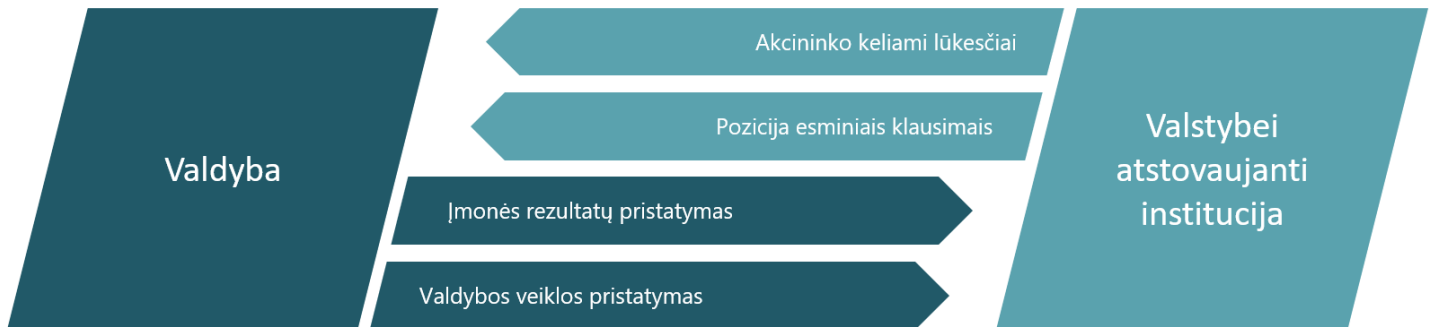 Valdyba
Akcininko keliami lūkesčiai
Pozicija esminiais klausimais
Įmonės rezultatų pristatymas
Valdybos veiklos pristatymas
Valstybei
atstovaujanti
institucija